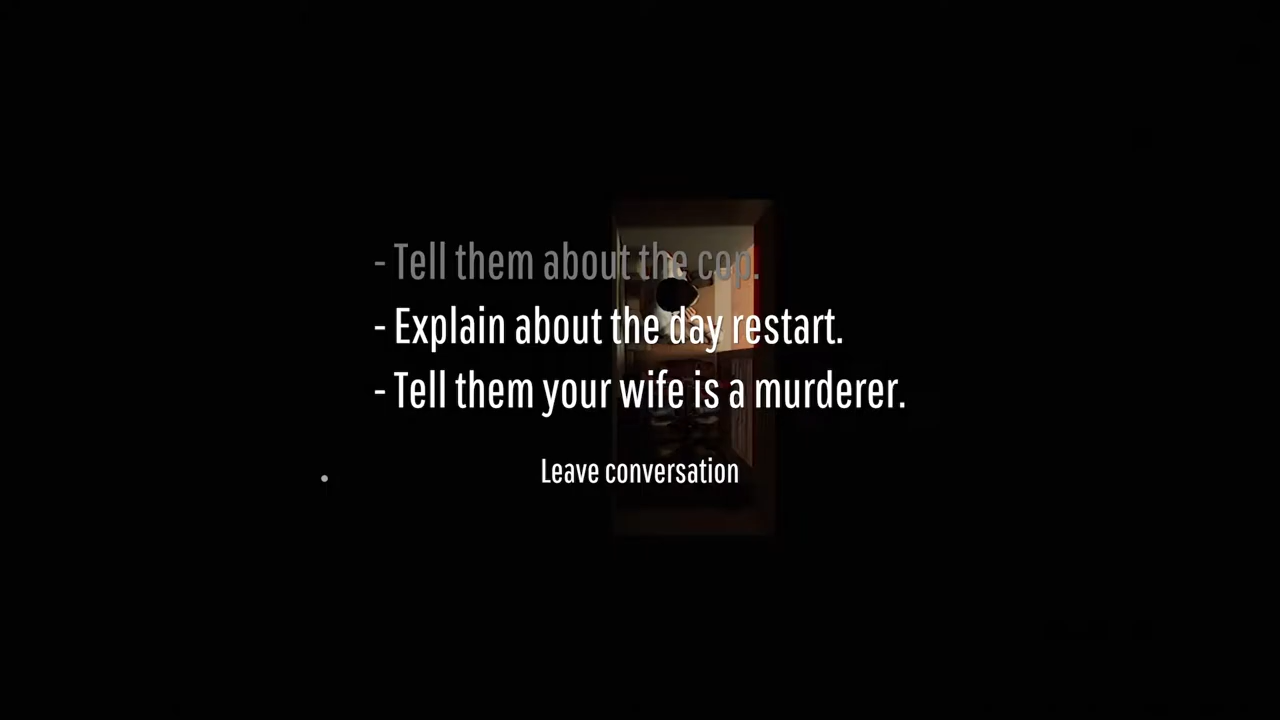 - Tell them about the cop.
- Explain about the day restart.
- Tell them your wife is a murderer.
Leave conversation